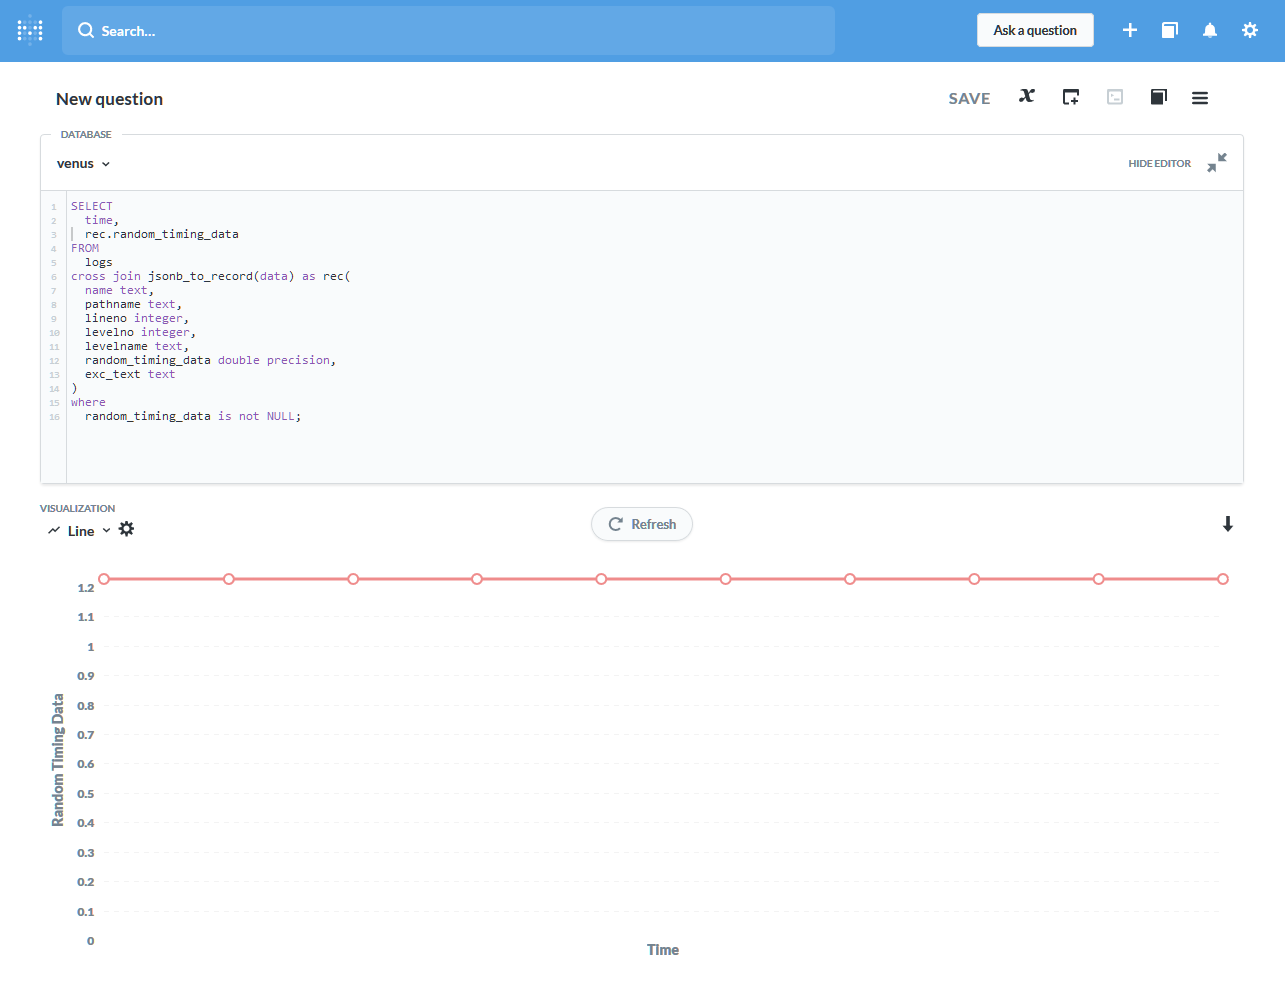 Search...
Ask a question
New question
SAVE
DATABASE
venus
HIDE EDITOR
1 SELECT
2   time,
3   rec.random_timing_data
4 FROM
5   logs
6 cross join jsonb_to_record(data) as rec(
7   name text,
8   pathname text,
9   lineno integer,
10   levelno integer,
11   levelname text,
12   random_timing_data double precision,
13   exc_text text
14 )
15 where
16   random_timing_data is not NULL;
VISUALIZATION
Line
Refresh
1.2
1.1
1
0.9
0.8
0.7
0.6
0.5
0.4
0.3
0.2
0.1
0
Random Timing Data
Time